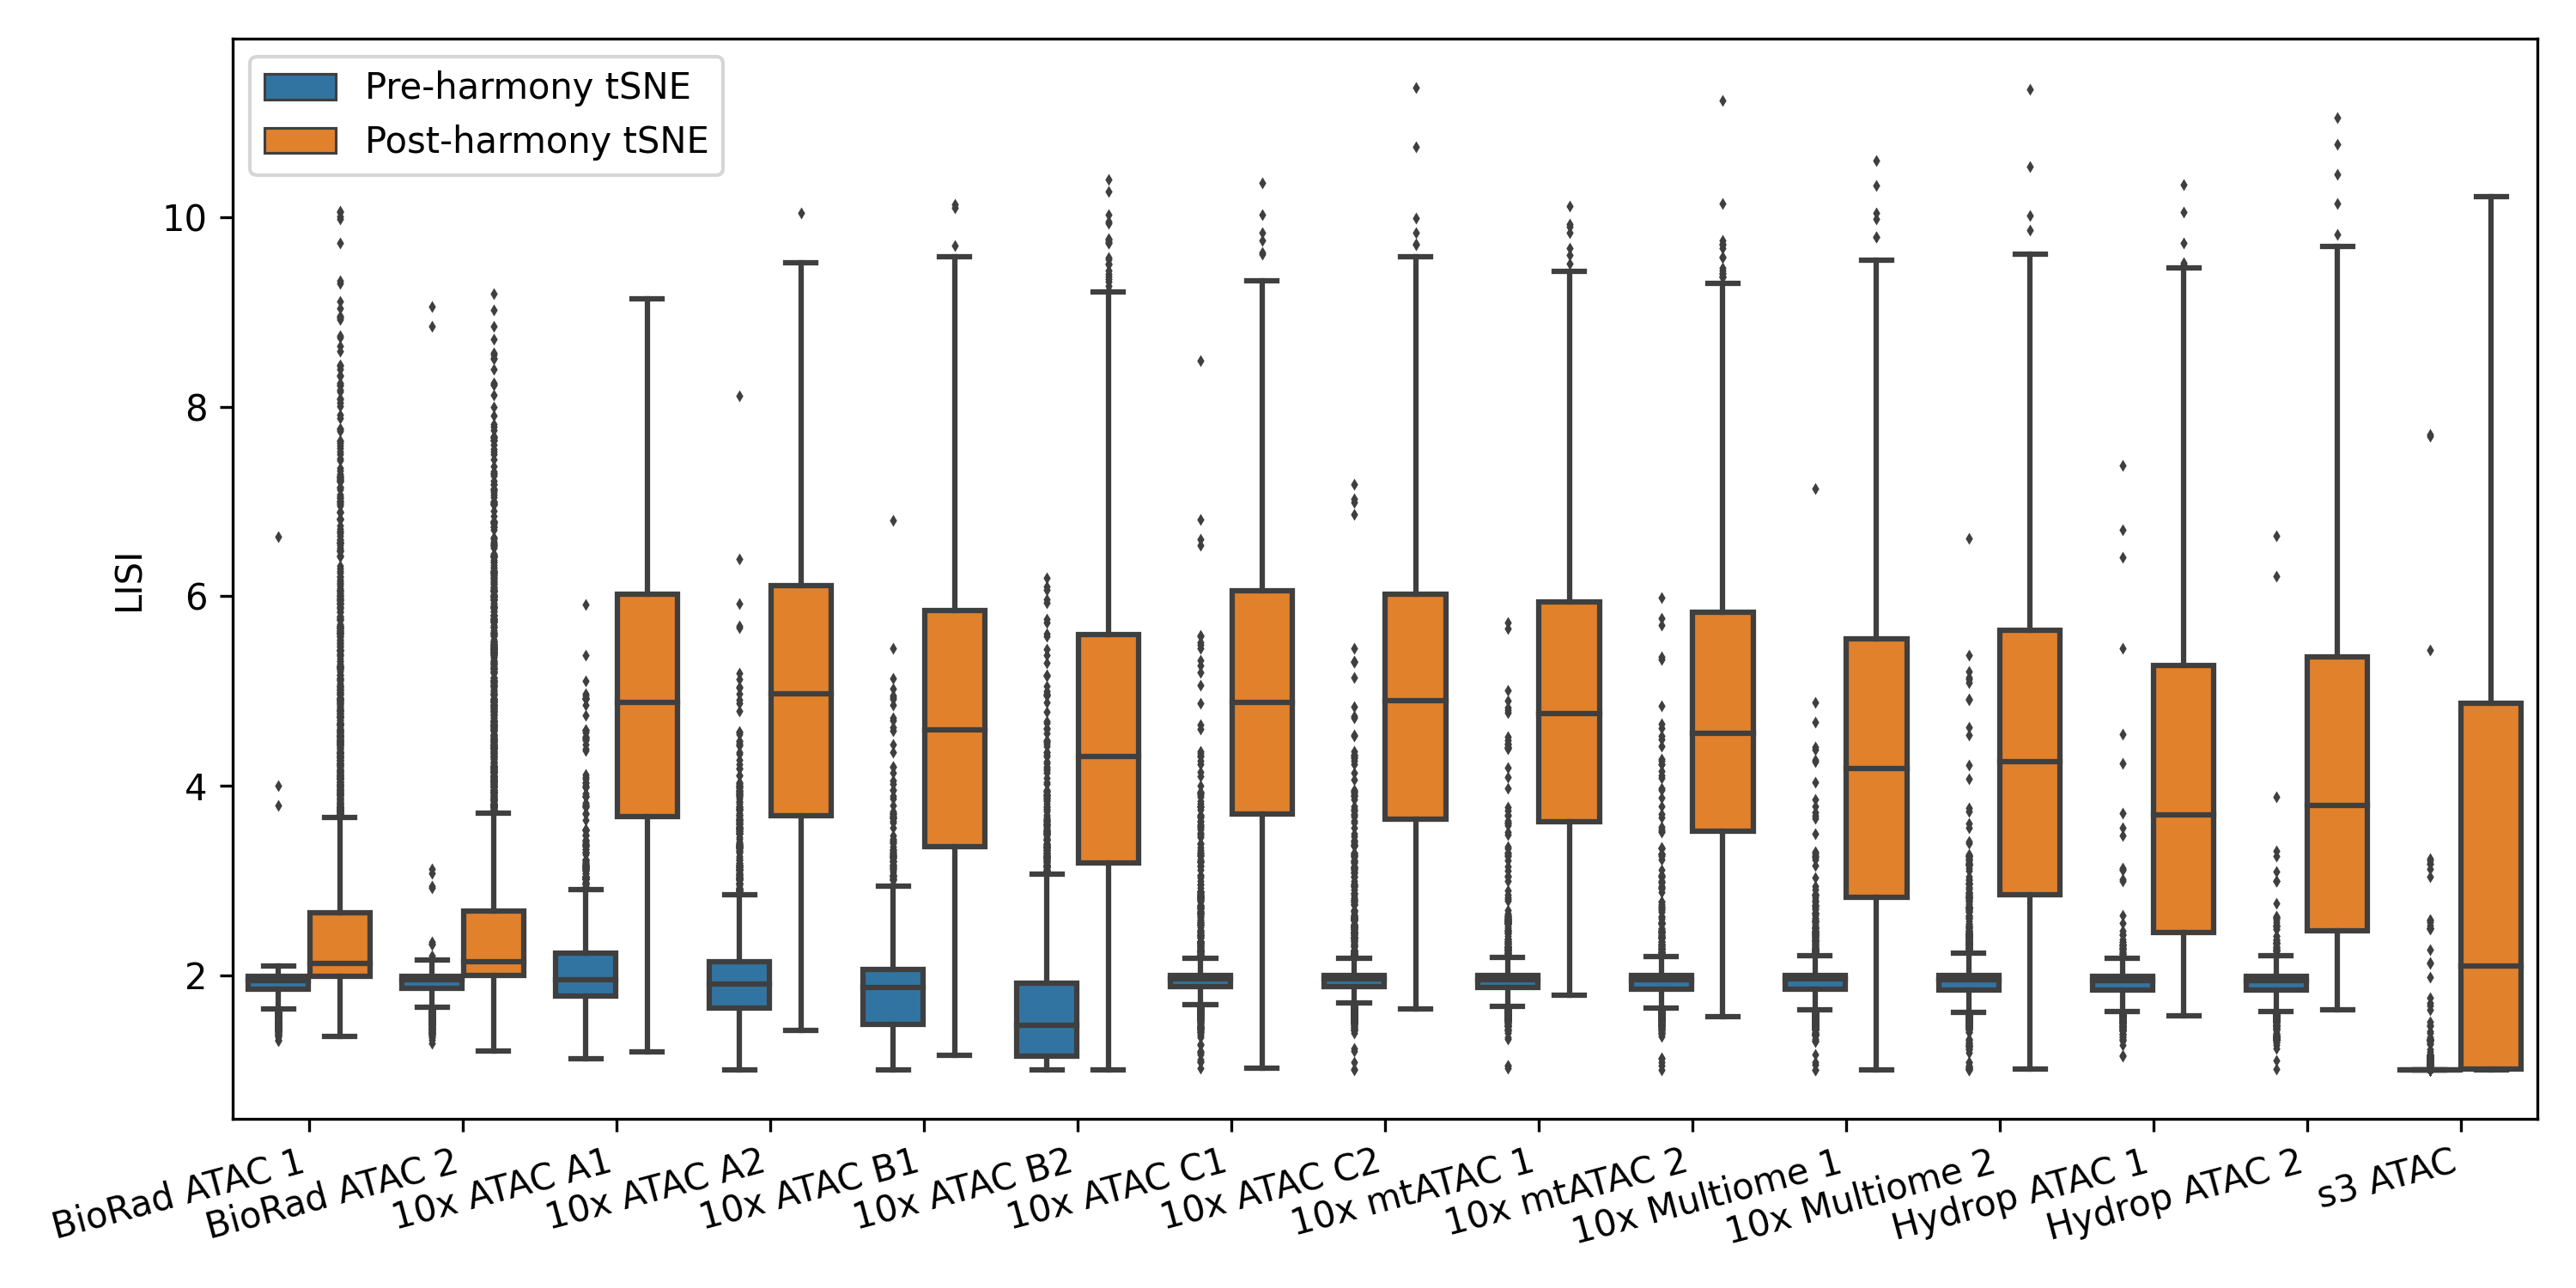 Pre-harmony tSNE
Post-harmony tSNE
LISI
10
8
6
4
2
BioRad ATAC 1
BioRad ATAC 2
10x ATAC A1
10x ATAC A2
10x ATAC B1
10x ATAC B2
10x ATAC C1
10x ATAC C2
10x mtATAC 1
10x mtATAC 2
10x Multiome 1
10x Multiome 2
Hydrop ATAC 1
Hydrop ATAC 2
s3 ATAC